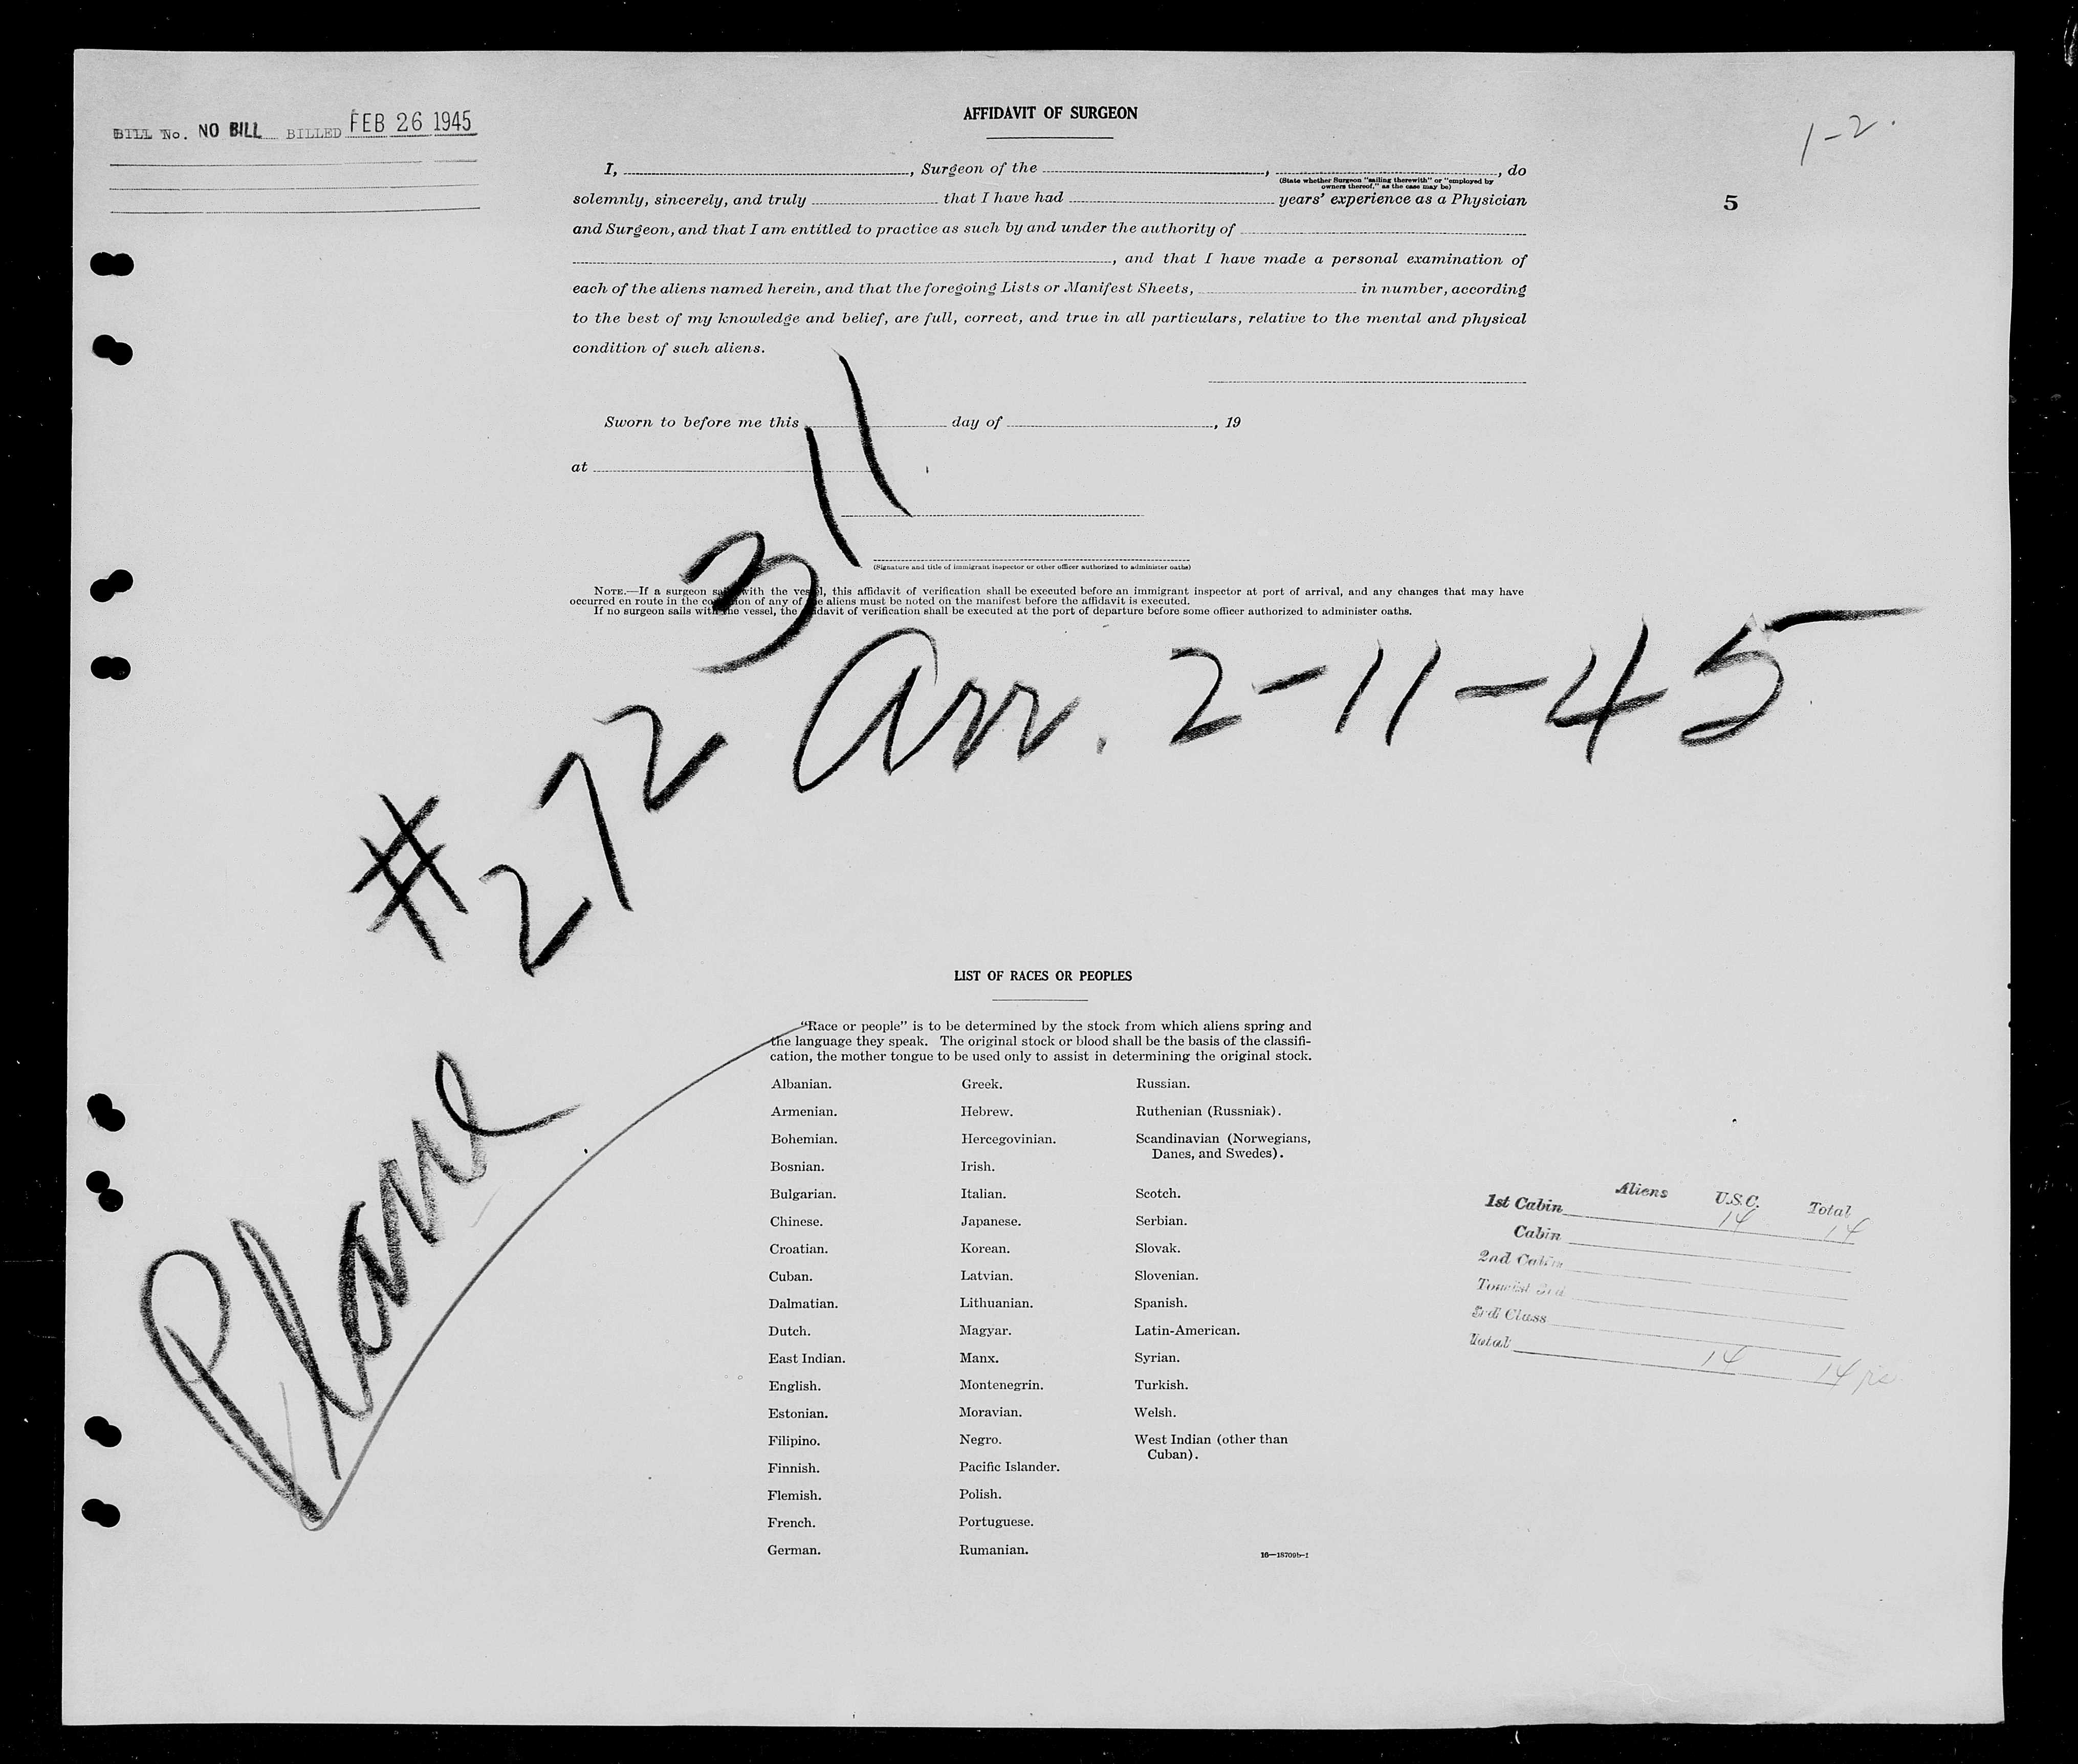 BILL No. NO BILL BILLED FEB 26 1945
AFFIDAVIT OF SURGEON
1-2.
5
I, , Surgeon of the , , do
(State whether Surgeon "sailing therewith" or "employed by
owners thereof," as the case may be)
solemnly, sincerely, and truly that I have had years' experience as a Physician
and Surgeon, and that I am entitled to practice as such by and under the authority of
, and that I have made a personal examination of
each of the aliens named herein, and that the foregoing Lists or Manifest Sheets, in number, according
to the best of my knowledge and belief, are full, correct, and true in all particulars, relative to the mental and physical
condition of such aliens.
Sworn to before me this day of , 19
at
(Signature and title of immigrant inspector or other officer authorized to administer oaths)
NOTE.—If a surgeon sails with the vessel, this affidavit of verification shall be executed before an immigrant inspector at port of arrival, and any changes that may have
occurred en route in the condition of any of the aliens must be noted on the manifest before the affidavit is executed.
If no surgeon sails with the vessel, the affidavit of verification shall be executed at the port of departure before some officer authorized to administer oaths.
#272311
Arr. 2-11-45
Plane
LIST OF RACES OR PEOPLES
"Race or people" is to be determined by the stock from which aliens spring and
the language they speak. The original stock or blood shall be the basis of the classifi-
cation, the mother tongue to be used only to assist in determining the original stock.
Albanian. Greek. Russian.
Armenian. Hebrew. Ruthenian (Russniak).
Bohemian. Hercegovinian. Scandinavian (Norwegians,
Danes, and Swedes).
Bosnian. Irish.
Bulgarian. Italian. Scotch.
Chinese. Japanese. Serbian.
Croatian. Korean. Slovak.
Cuban. Latvian. Slovenian.
Dalmatian. Lithuanian. Spanish.
Dutch. Magyar. Latin-American.
East Indian. Manx. Syrian.
English. Montenegrin. Turkish.
Estonian. Moravian. Welsh.
Filipino. Negro. West Indian (other than
Cuban).
Finnish. Pacific Islander.
Flemish. Polish.
French. Portuguese.
German. Rumanian.
16—18709b-1
Aliens U.S.C. Total
1st Cabin 14 14
Cabin
2nd Cabin
Tourist 3rd
3rd Class
Total 14 14